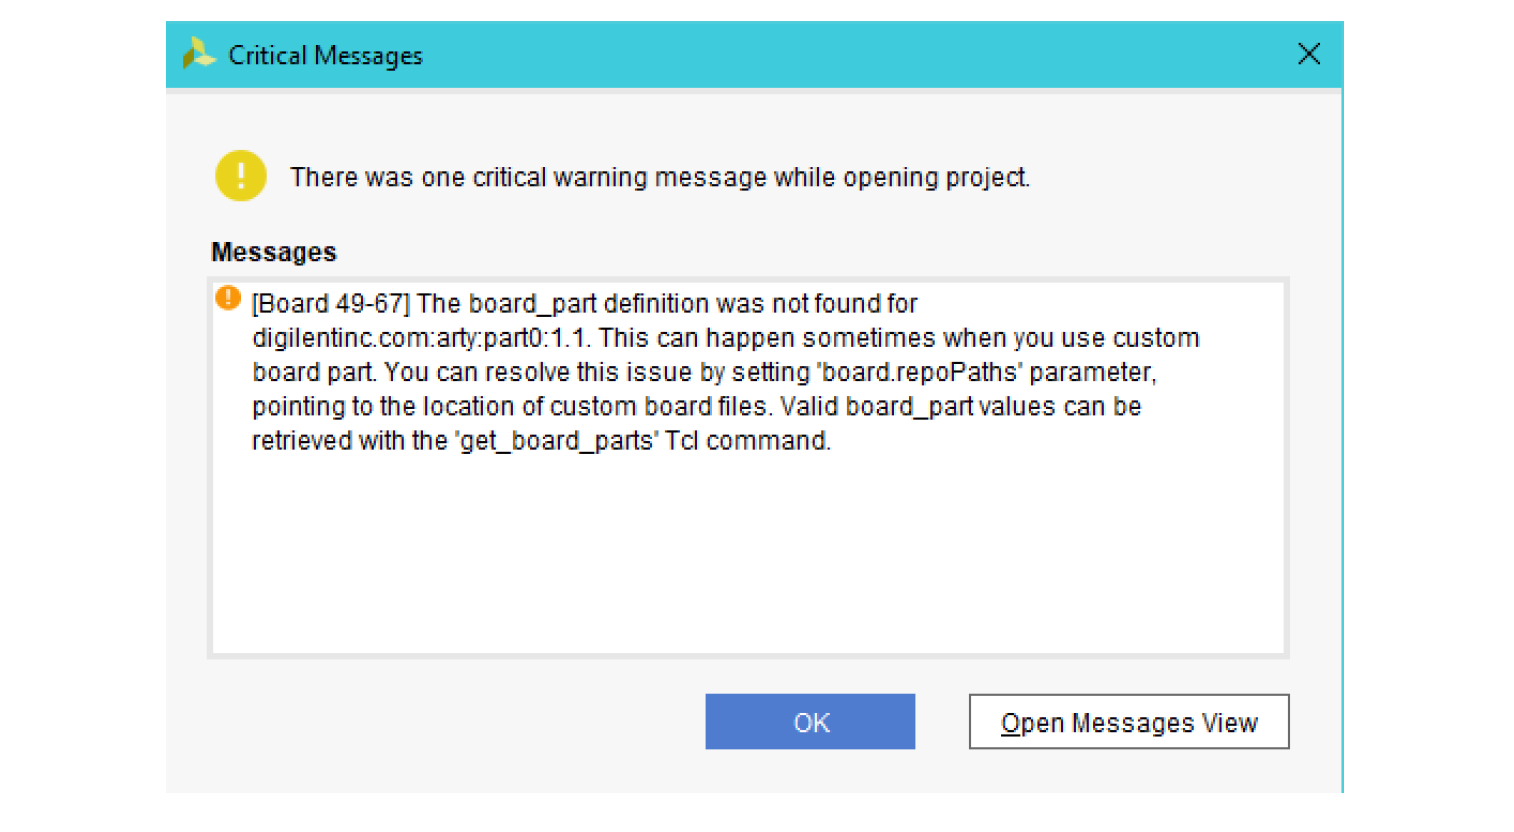 Critical Messages
There was one critical warning message while opening project.
Messages
[Board 49-67] The board_part definition was not found for
digilentinc.com:arty:part0:1.1. This can happen sometimes when you use custom
board part. You can resolve this issue by setting 'board.repoPaths' parameter,
pointing to the location of custom board files. Valid board_part values can be
retrieved with the 'get_board_parts' Tcl command.
OK
Open Messages View